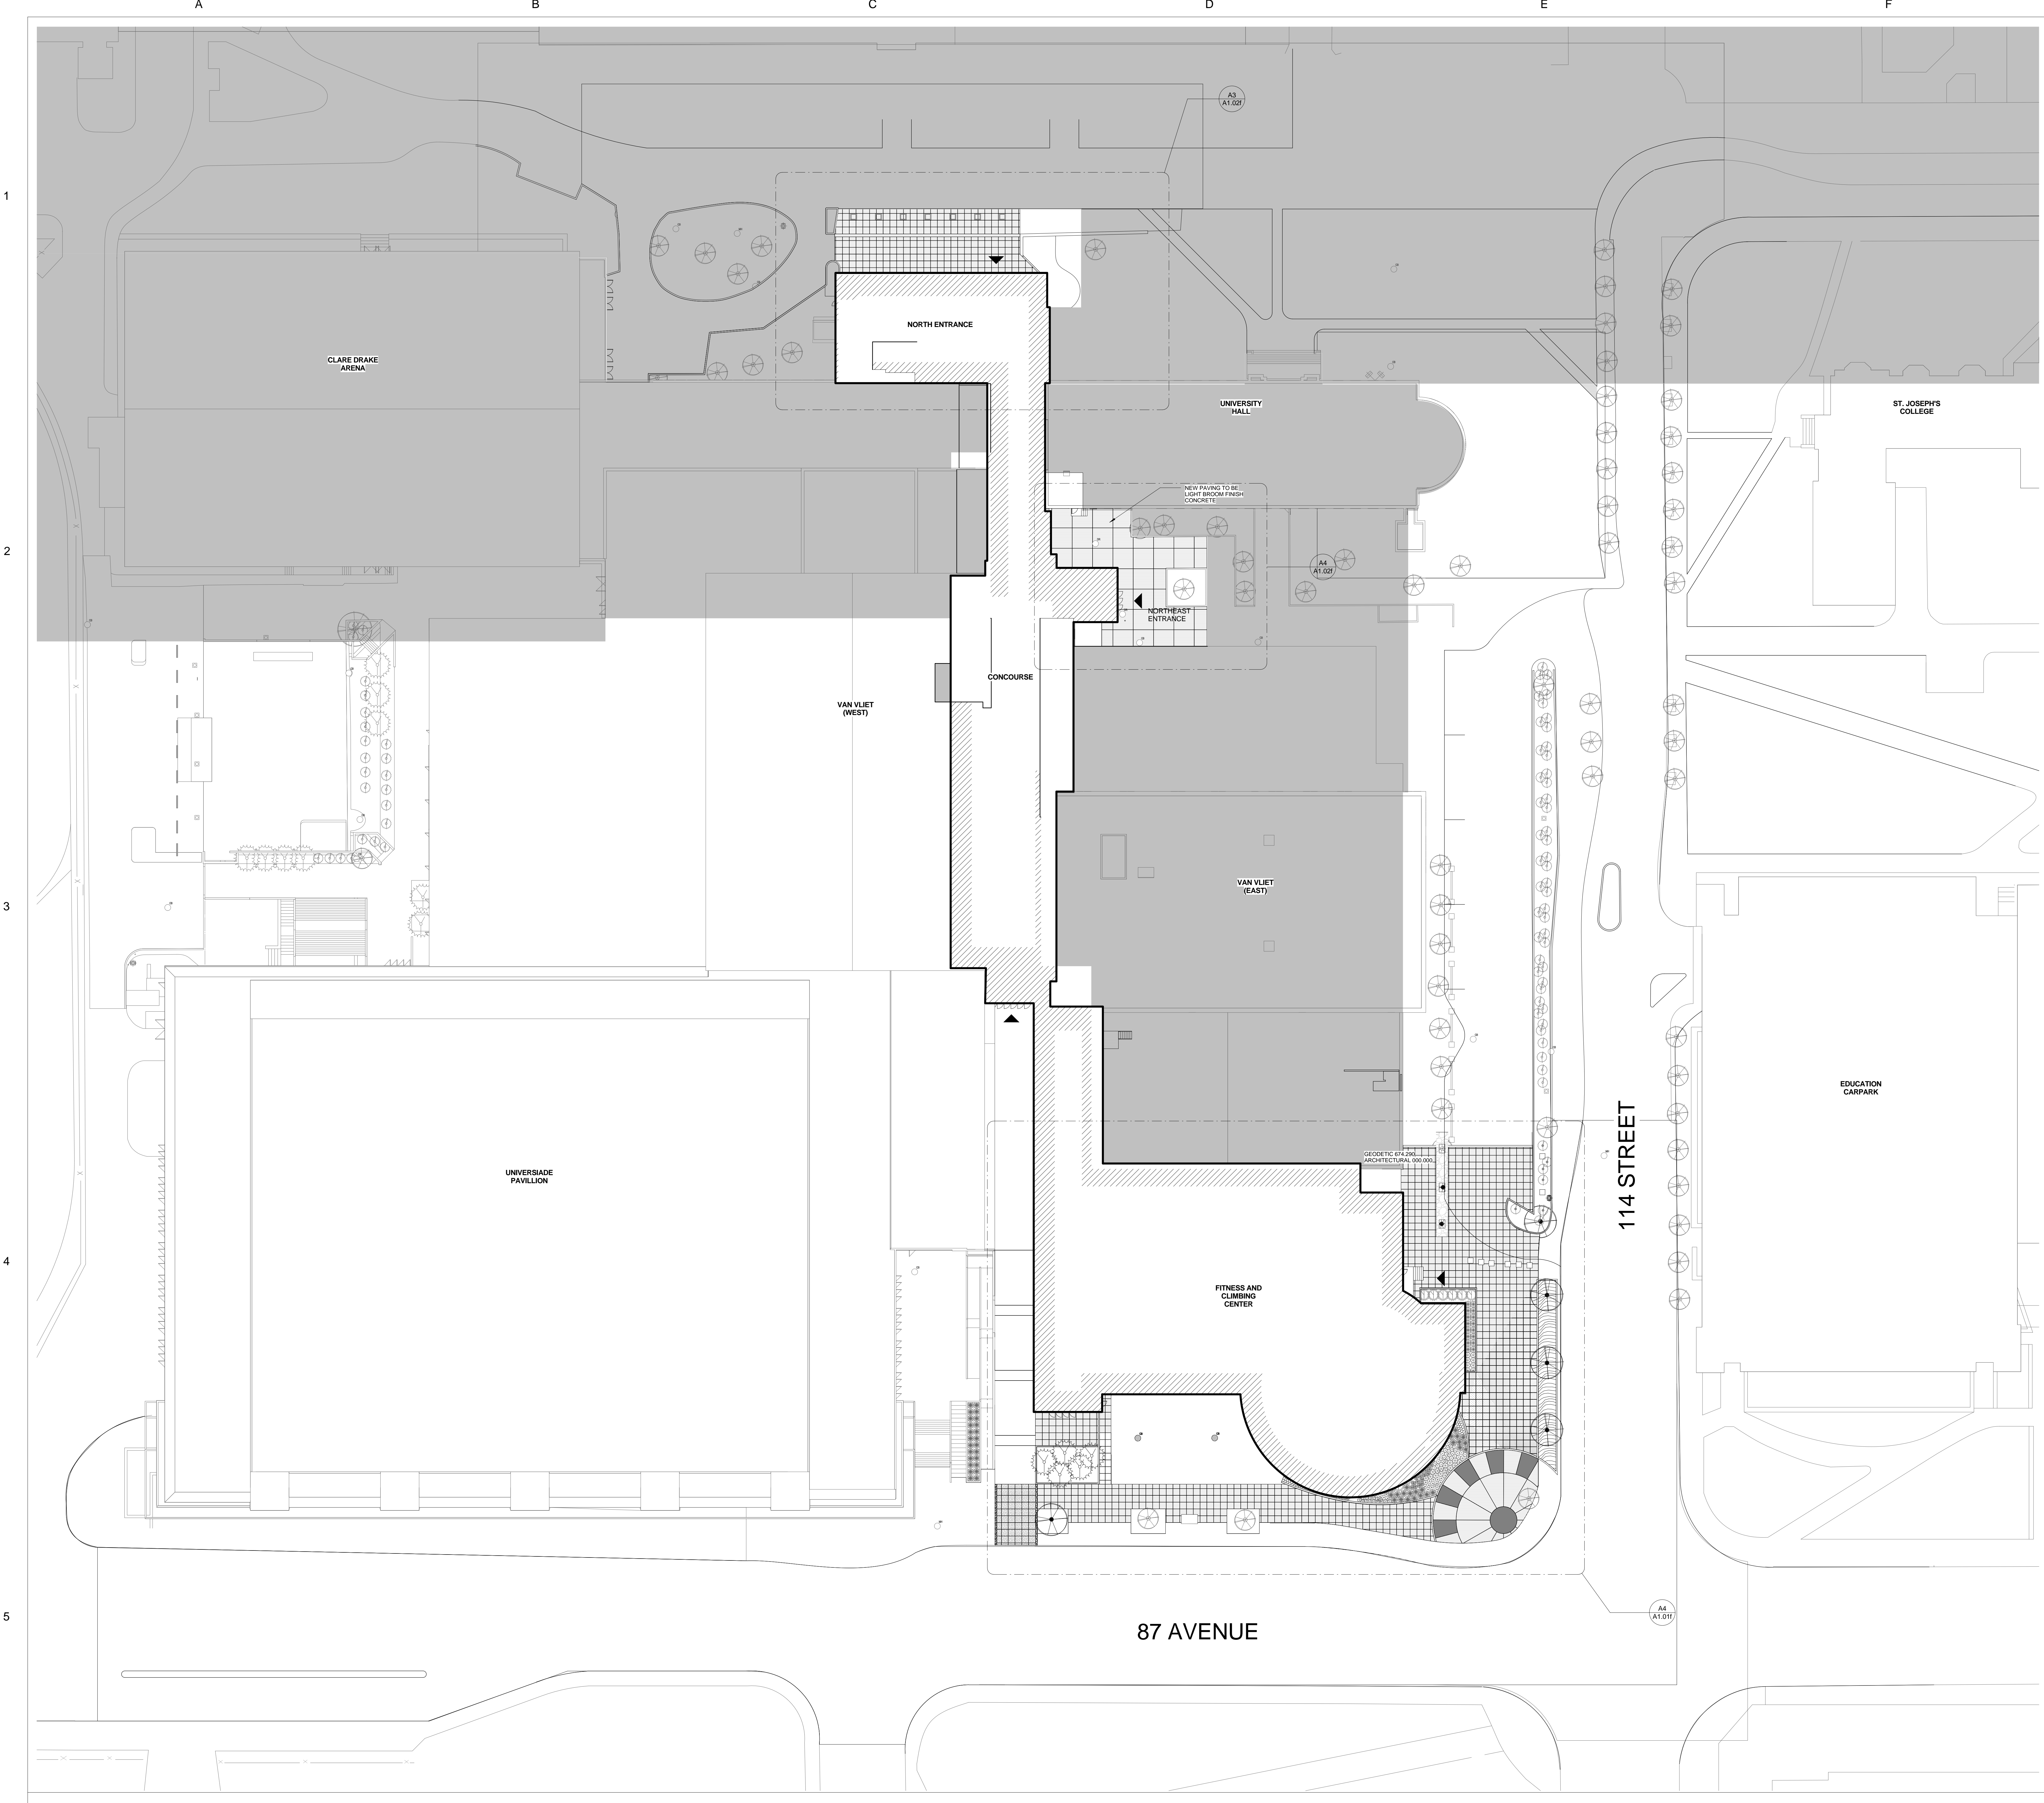 A B C D E F
A3
A1.02f
1
NORTH ENTRANCE
CLARE DRAKE
ARENA
UNIVERSITY
HALL
ST. JOSEPH'S
COLLEGE
NEW PAVING TO BE
LIGHT BROOM FINISH
CONCRETE
2
A4
A1.02f
NORTHEAST
ENTRANCE
CONCOURSE
VAN VLIET
(WEST)
VAN VLIET
(EAST)
3
EDUCATION
CARPARK
114 STREET
GEODETIC 674.290
ARCHITECTURAL 000.000
UNIVERSIADE
PAVILLION
4
FITNESS AND
CLIMBING
CENTER
5
A4
A1.01f
87 AVENUE